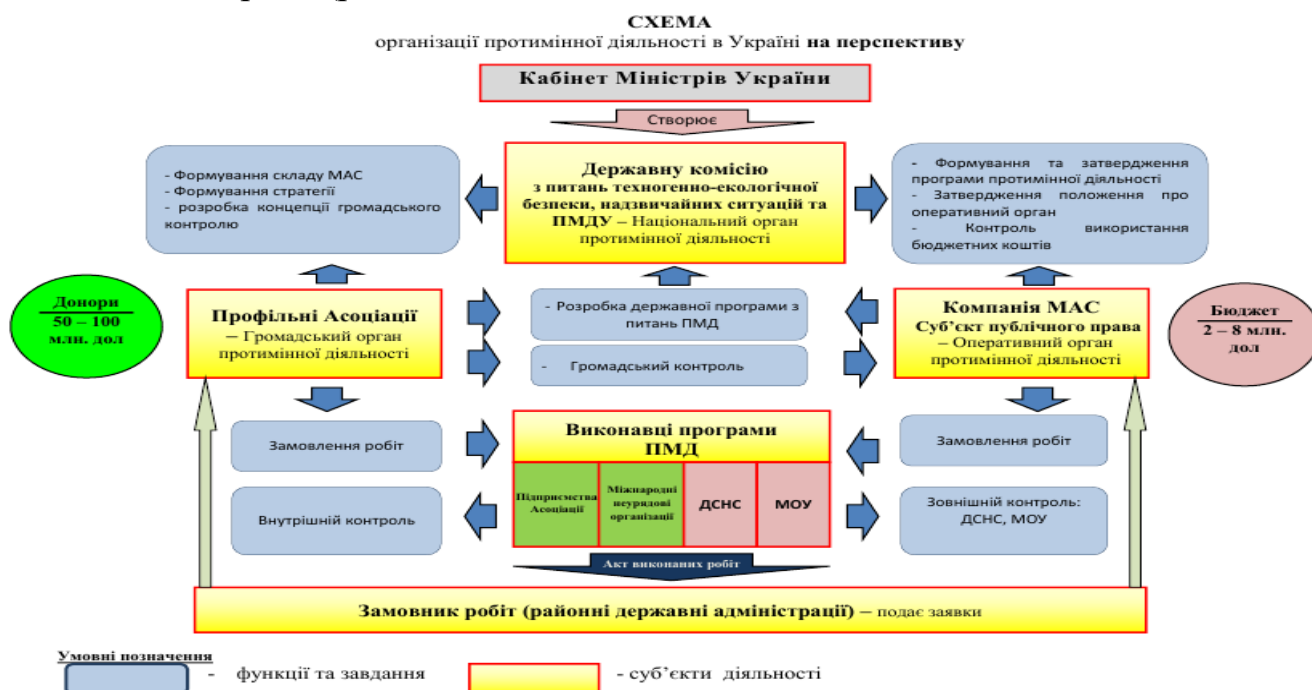 СХЕМА
організації протимінної діяльності в Україні на перспективу
Кабінет Міністрів України
Створює
- Формування складу МАС
- Формування стратегії
- розробка концепції громадського
контролю
Державну комісію
з питань техногенно-екологічної
безпеки, надзвичайних ситуацій та
ПМДУ – Національний орган
протимінної діяльності
- Формування та затвердження
програми протимінної діяльності
- Затвердження положення про
оперативний орган
- Контроль використання
бюджетних коштів
Донори
50 – 100
млн. дол
Профільні Асоціації
– Громадський орган
протимінної діяльності
- Розробка державної програми з
питань ПМД
- Громадський контроль
Компанія МАС
Суб’єкт публічного права
– Оперативний орган
протимінної діяльності
Бюджет
2 – 8 млн.
дол
Замовлення робіт
Виконавці програми
ПМД
Замовлення робіт
Внутрішній контроль
Підприємства
Асоціації
Міжнародні
неурядові
організації
ДСНС
МОУ
Зовнішній контроль:
ДСНС, МОУ
Акт виконаних робіт
Замовник робіт (районні державні адміністрації) – подає заявки
Умовні позначення
- функції та завдання
- суб’єкти діяльності